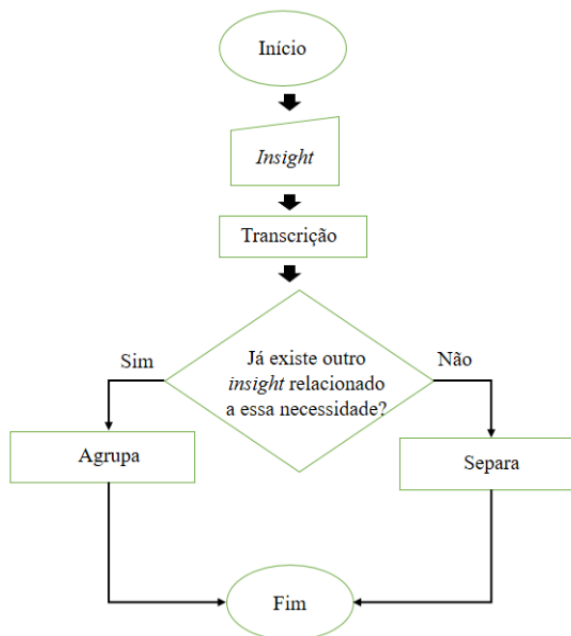 Início
Insight
Transcrição
Já existe outro
insight relacionado
a essa necessidade?
Sim
Não
Agrupa
Separa
Fim